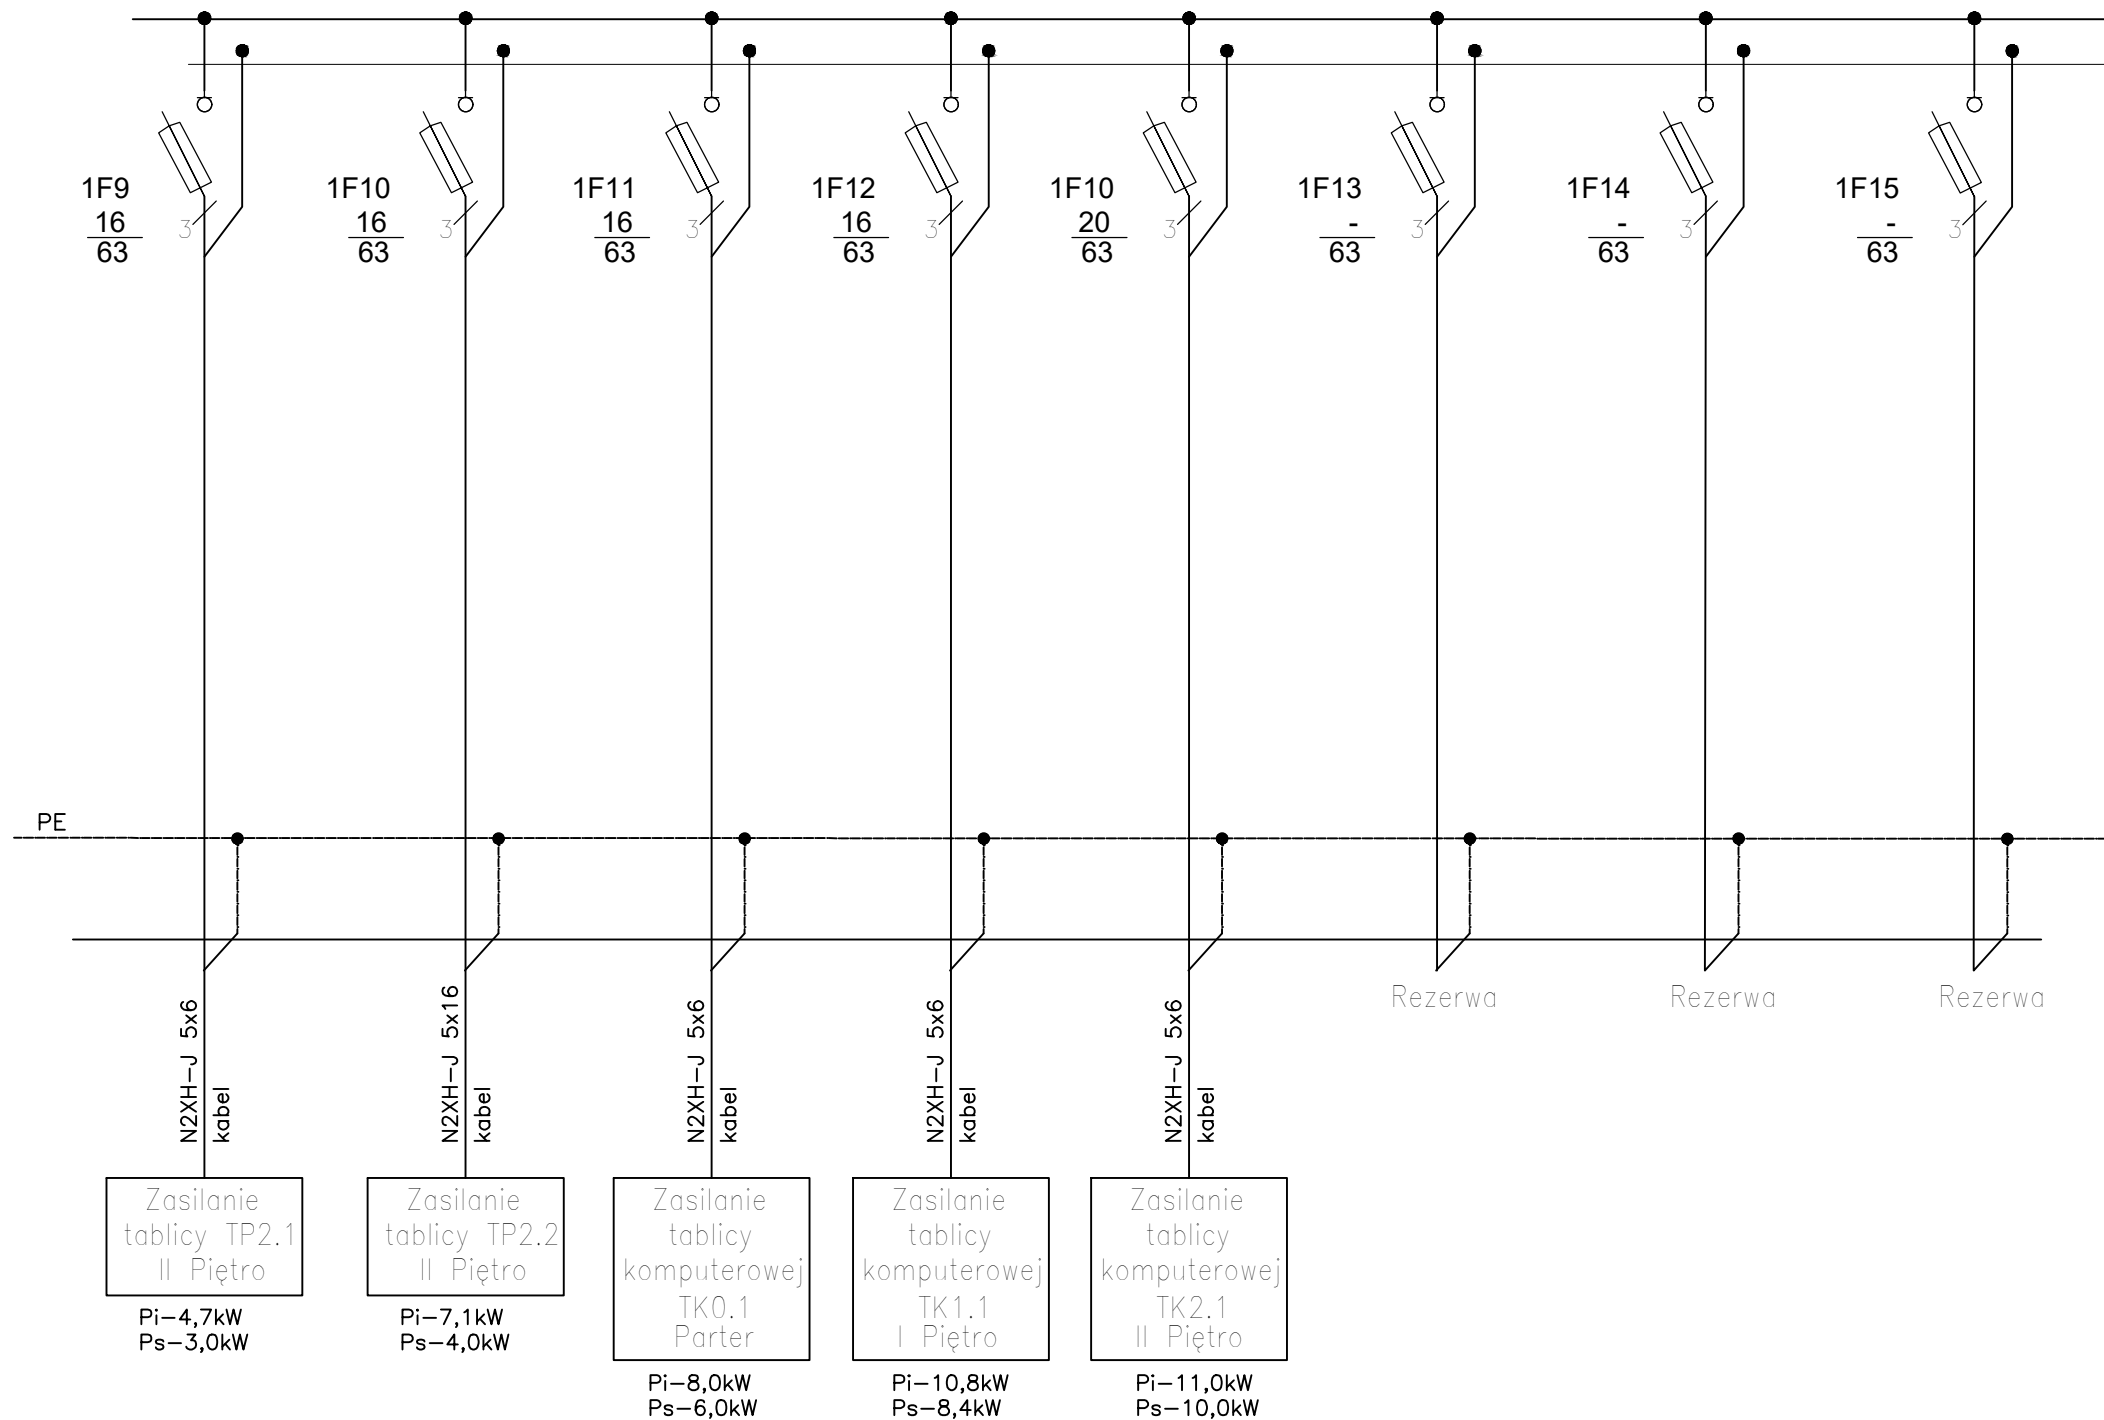 1F9
16
63
3
1F10
16
63
3
1F11
16
63
3
1F12
16
63
3
1F10
20
63
3
1F13
-
63
3
1F14
-
63
3
1F15
-
63
3
PE
N2XH-J 5x6
kabel
N2XH-J 5x16
kabel
N2XH-J 5x6
kabel
N2XH-J 5x6
kabel
N2XH-J 5x6
kabel
Rezerwa
Rezerwa
Rezerwa
Zasilanie
tablicy TP2.1
II Piętro
Pi-4,7kW
Ps-3,0kW
Zasilanie
tablicy TP2.2
II Piętro
Pi-7,1kW
Ps-4,0kW
Zasilanie
tablicy
komputerowej
TK0.1
Parter
Pi-8,0kW
Ps-6,0kW
Zasilanie
tablicy
komputerowej
TK1.1
I Piętro
Pi-10,8kW
Ps-8,4kW
Zasilanie
tablicy
komputerowej
TK2.1
II Piętro
Pi-11,0kW
Ps-10,0kW